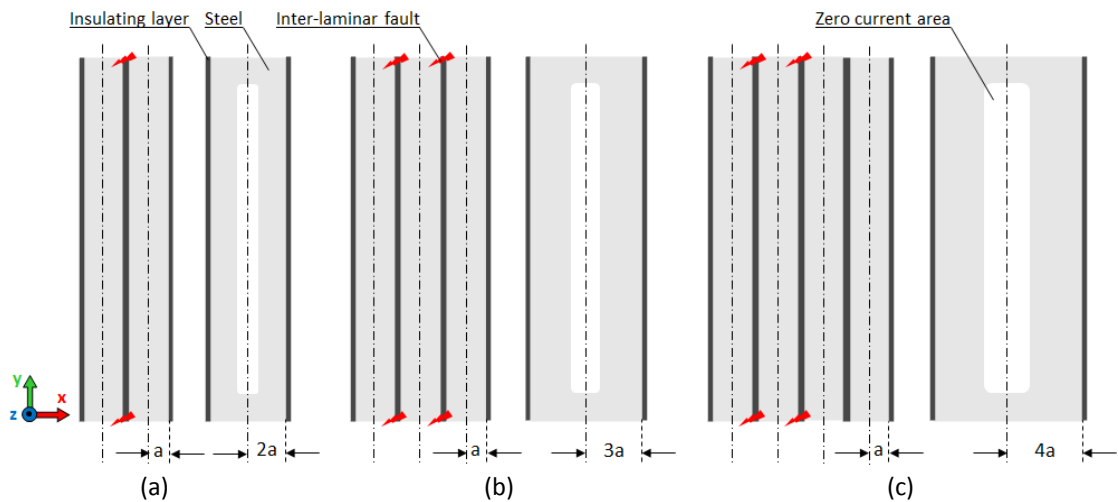 Insulating layer Steel Inter-laminar fault Zero current area
y
x
z
a 2a a 3a a 4a
(a) (b) (c)